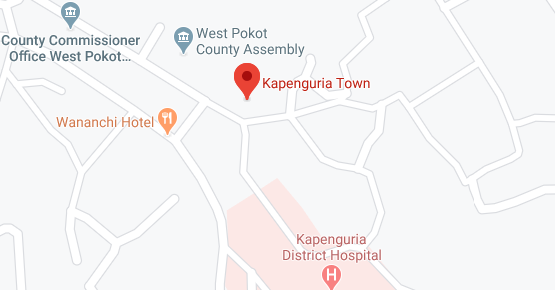 County Commissioner
Office West Pokot...
West Pokot
County Assembly
Kapenguria Town
Wananchi Hotel
Kapenguria
District Hospital
H